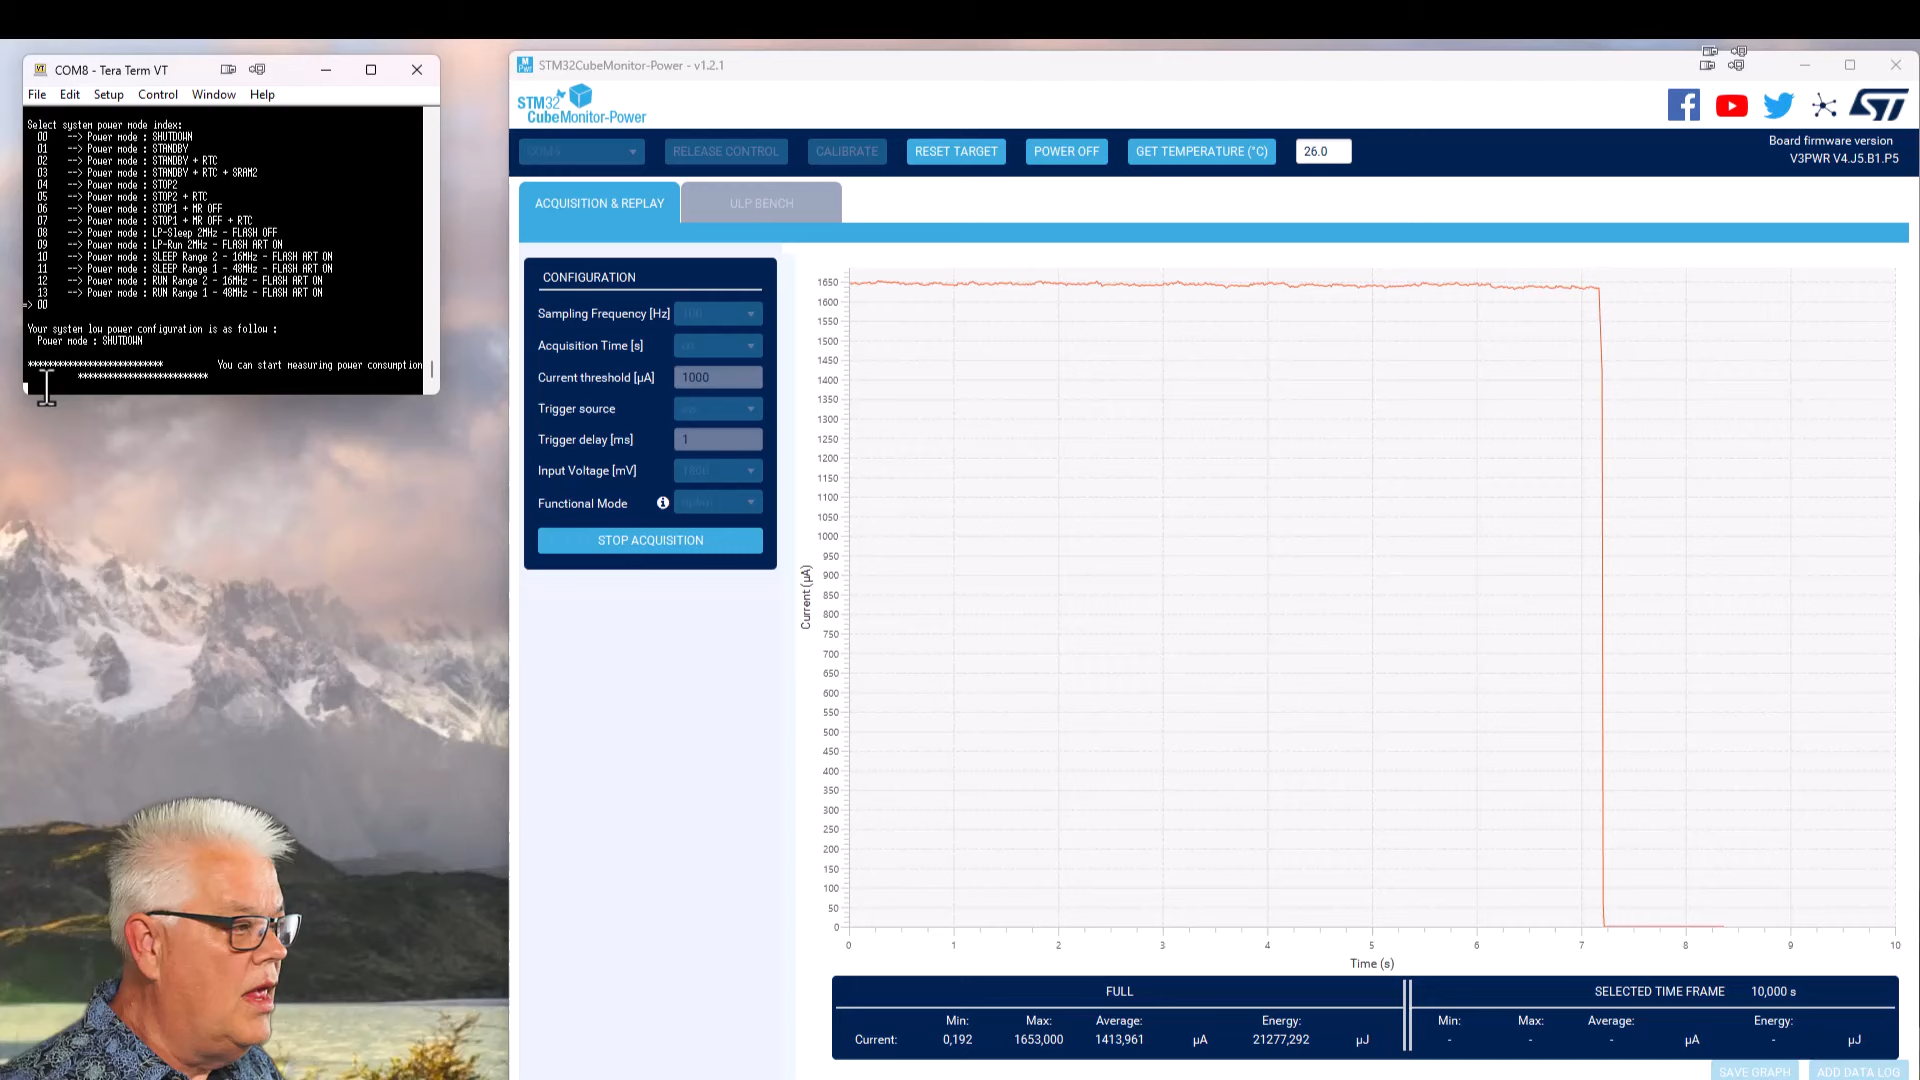 COM8 - Tera Term VT
File Edit Setup Control Window Help
Select system power mode index:
00 --> Power mode : SHUTDOWN
01 --> Power mode : STANDBY
02 --> Power mode : STANDBY + RTC
03 --> Power mode : STANDBY + RTC + SRAM2
04 --> Power mode : STOP2
05 --> Power mode : STOP2 + RTC
06 --> Power mode : STOP1 + MR OFF
07 --> Power mode : STOP1 + MR OFF + RTC
08 --> Power mode : LP-Sleep 2MHz - FLASH OFF
09 --> Power mode : LP-Run 2MHz - FLASH ART ON
10 --> Power mode : SLEEP Range 2 - 16MHz - FLASH ART ON
11 --> Power mode : SLEEP Range 1 - 48MHz - FLASH ART ON
12 --> Power mode : RUN Range 2 - 16MHz - FLASH ART ON
13 --> Power mode : RUN Range 1 - 48MHz - FLASH ART ON
=> 00
Your system low power configuration is as follow :
Power mode : SHUTDOWN
*************************** You can start measuring power consumption
**************************
STM32CubeMonitor-Power - v1.2.1
STM32
CubeMonitor-Power
RELEASE CONTROL CALIBRATE RESET TARGET POWER OFF GET TEMPERATURE (°C) 26.0
Board firmware version
V3PWR V4.J5.B1.P5
ACQUISITION & REPLAY ULP BENCH
CONFIGURATION
Sampling Frequency [Hz] 100
Acquisition Time [s]
Current threshold [µA] 1000
Trigger source
Trigger delay [ms] 1
Input Voltage [mV] 1800
Functional Mode
STOP ACQUISITION
Current (µA)
1650
1600
1550
1500
1450
1400
1350
1300
1250
1200
1150
1100
1050
1000
950
900
850
800
750
700
650
600
550
500
450
400
350
300
250
200
150
100
50
0
0 1 2 3 4 5 6 7 8 9 10
Time (s)
FULL
Min: Max: Average: Energy:
Current: 0,192 1653,000 1413,961 µA 21277,292 µJ
SELECTED TIME FRAME 10,000 s
Min: Max: Average: Energy:
- - - µA - µJ
SAVE GRAPH ADD DATA LOG